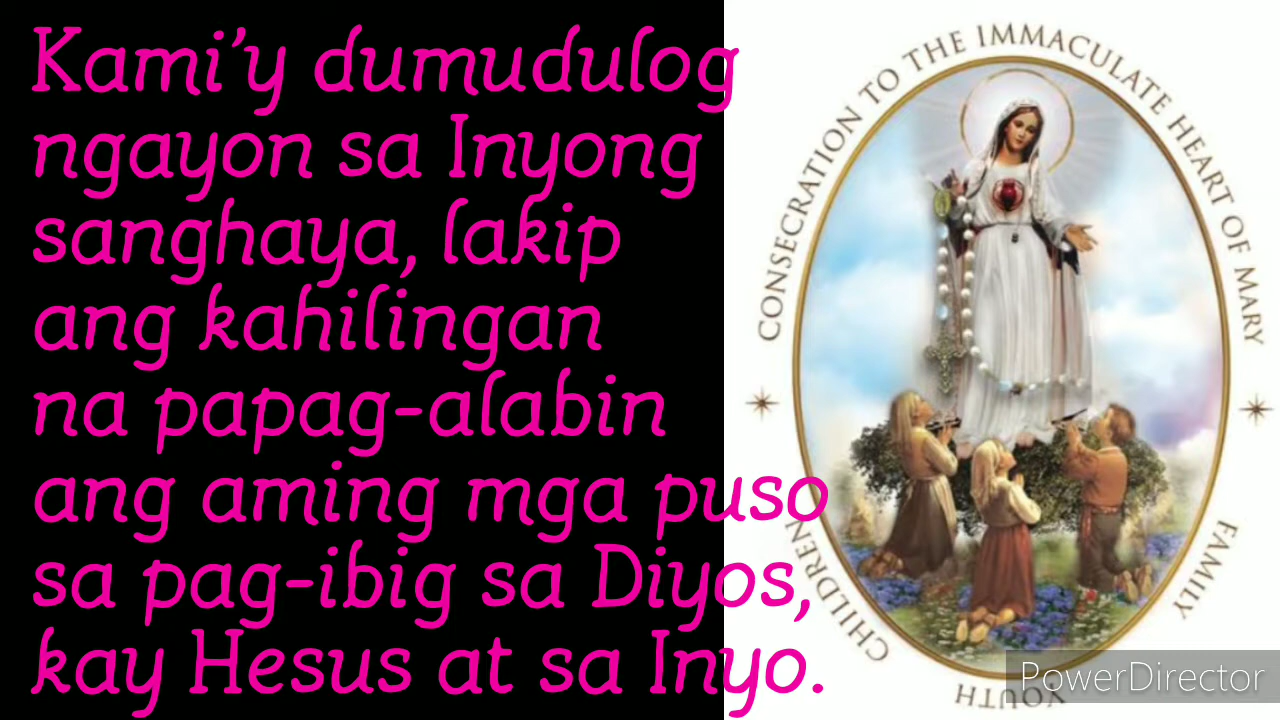 Kami’y dumudulog
ngayon sa Inyong
sanghaya, lakip
ang kahilingan
na papag-alabin
ang aming mga puso
sa pag-ibig sa Diyos,
kay Hesus at sa Inyo.
CONSECRATION TO THE IMMACULATE HEART OF MARY
CHILDREN
YOUTH
FAMILY
PowerDirector